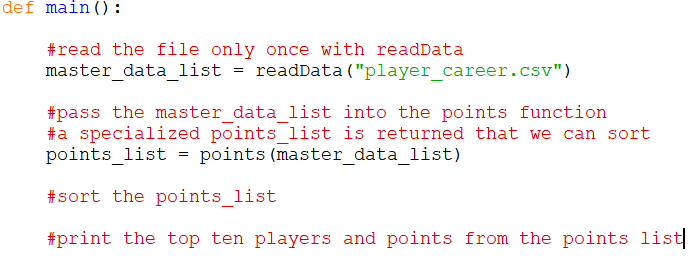 def main():
#read the file only once with readData
master_data_list = readData("player_career.csv")
#pass the master_data_list into the points function
#a specialized points_list is returned that we can sort
points_list = points(master_data_list)
#sort the points_list
#print the top ten players and points from the points list